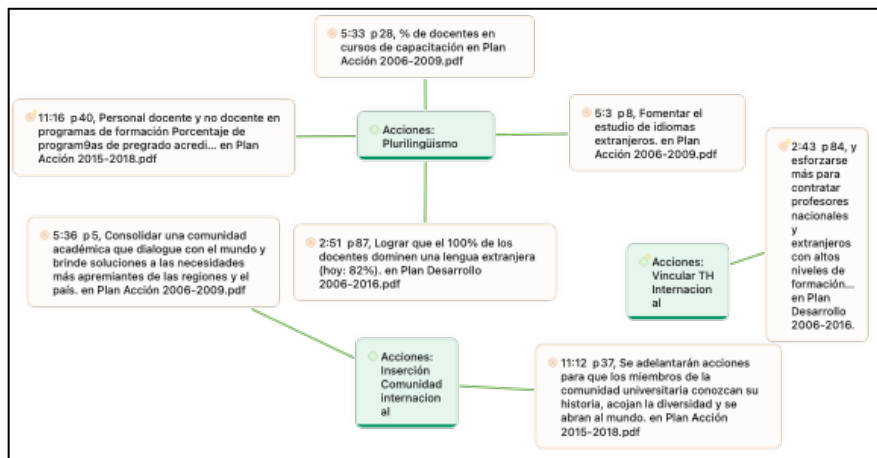 5:33 p 28, % de docentes en
cursos de capacitación en Plan
Acción 2006-2009.pdf
11:16 p 40, Personal docente y no docente en
programas de formación Porcentaje de
program9as de pregrado acredi... en Plan
Acción 2015-2018.pdf
Acciones:
Plurilingüismo
5:3 p 8, Fomentar el
estudio de idiomas
extranjeros. en Plan
Acción 2006-2009.pdf
2:43 p 84, y
esforzarse
más para
contratar
profesores
nacionales
y
extranjeros
con altos
niveles de
formación...
en Plan
Desarrollo
2006-2016.
5:36 p 5, Consolidar una comunidad
académica que dialogue con el mundo y
brinde soluciones a las necesidades
más apremiantes de las regiones y el
país. en Plan Acción 2006-2009.pdf
2:51 p 87, Lograr que el 100% de los
docentes dominen una lengua extranjera
(hoy: 82%). en Plan Desarrollo
2006-2016.pdf
Acciones:
Vincular TH
Internacion
al
Acciones:
Inserción
Comunidad
internacion
al
11:12 p 37, Se adelantarán acciones
para que los miembros de la
comunidad universitaria conozcan su
historia, acojan la diversidad y se
abran al mundo. en Plan Acción
2015-2018.pdf